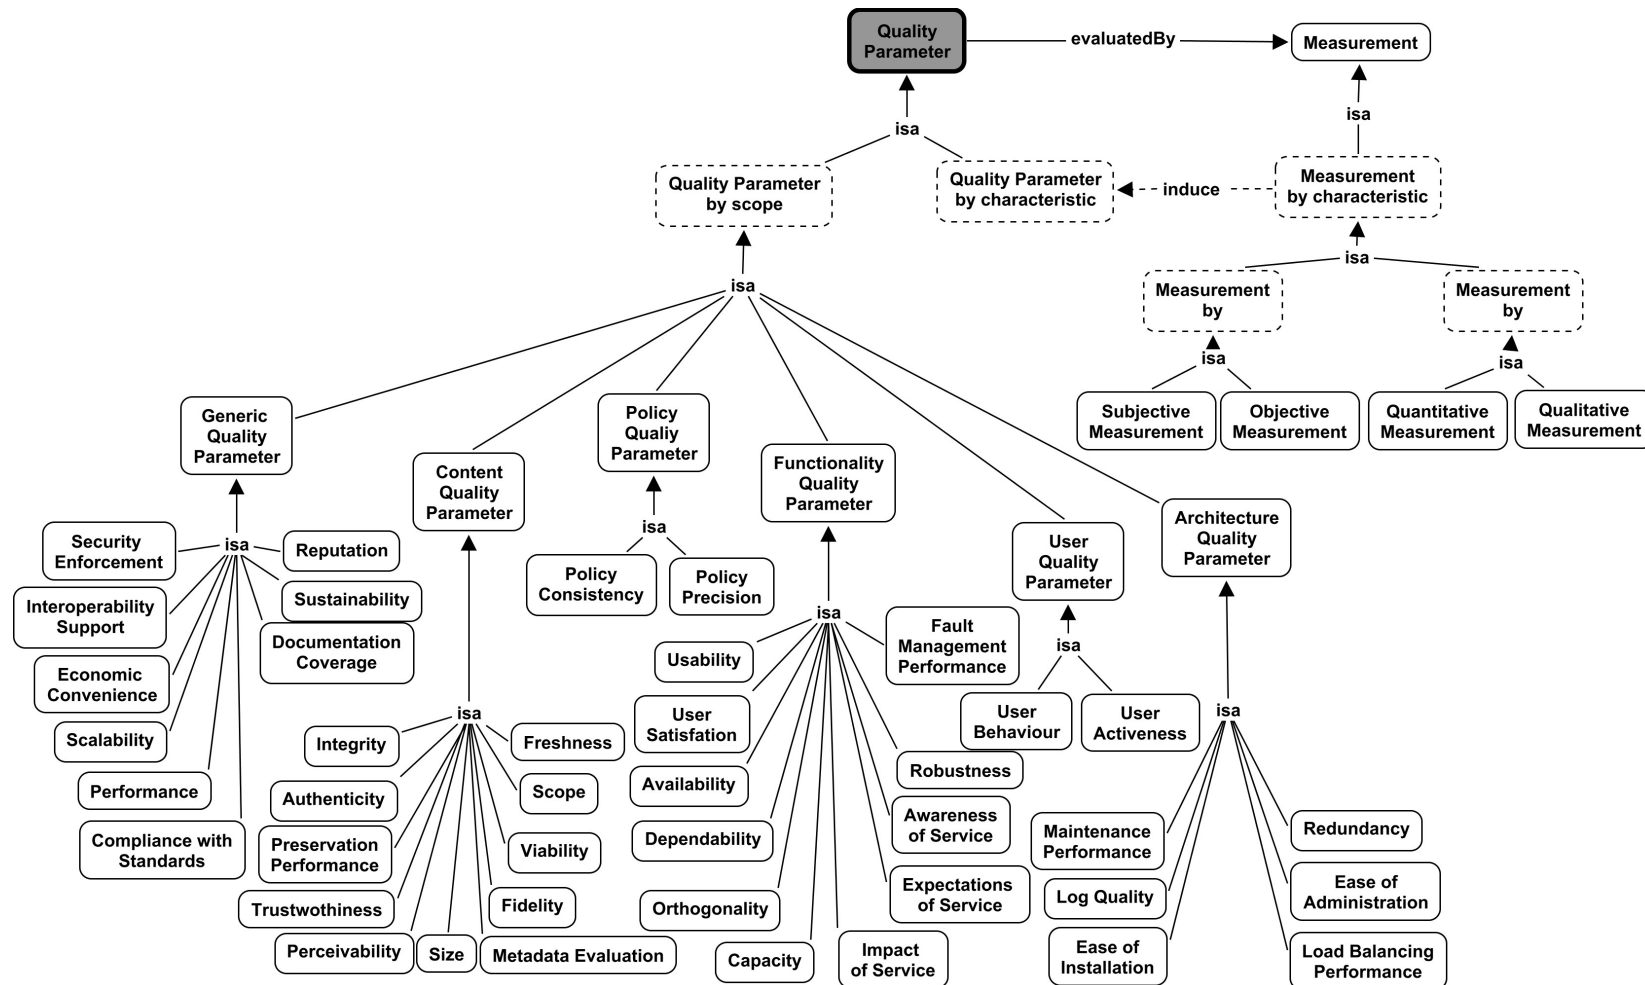 Quality
Parameter
evaluatedBy
Measurement
isa
isa
Quality Parameter
by scope
Quality Parameter
by characteristic
induce
Measurement
by characteristic
isa
isa
Measurement
by
Measurement
by
isa
isa
Subjective
Measurement
Objective
Measurement
Quantitative
Measurement
Qualitative
Measurement
Generic
Quality
Parameter
Content
Quality
Parameter
Policy
Qualiy
Parameter
Functionality
Quality
Parameter
User
Quality
Parameter
Architecture
Quality
Parameter
isa
Security
Enforcement
Reputation
Interoperability
Support
Sustainability
Documentation
Coverage
Economic
Convenience
Scalability
Performance
Compliance with
Standards
isa
Integrity
Freshness
Authenticity
Scope
Preservation
Performance
Viability
Trustwothiness
Fidelity
Perceivability
Size
Metadata Evaluation
isa
Policy
Consistency
Policy
Precision
isa
Usability
Fault
Management
Performance
User
Satisfation
Robustness
Availability
Awareness
of Service
Dependability
Expectations
of Service
Orthogonality
Capacity
Impact
of Service
isa
User
Behaviour
User
Activeness
isa
Maintenance
Performance
Redundancy
Log Quality
Ease of
Administration
Ease of
Installation
Load Balancing
Performance